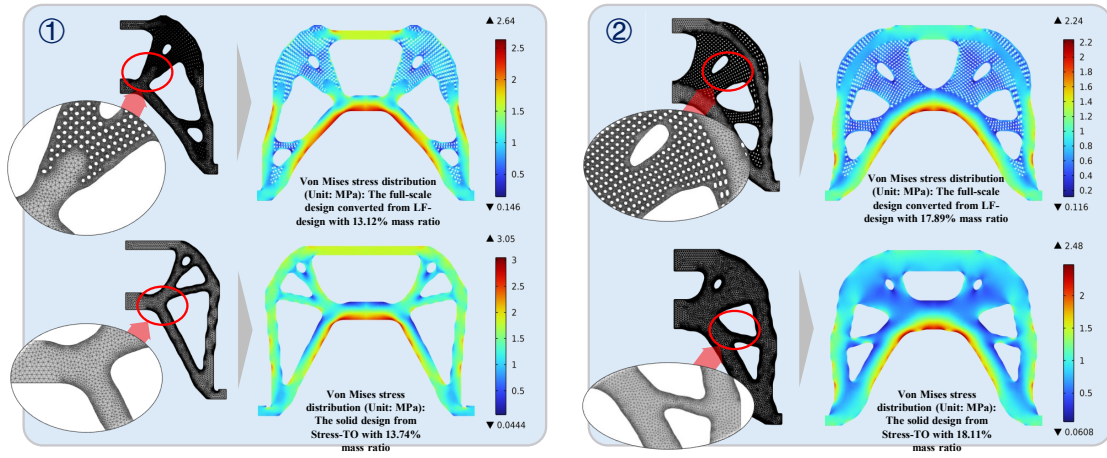 ①
▲ 2.64
2.5
2
1.5
1
0.5
▼ 0.146
Von Mises stress distribution
(Unit: MPa): The full-scale
design converted from LF-
design with 13.12% mass ratio
▲ 3.05
3
2.5
2
1.5
1
0.5
▼ 0.0444
Von Mises stress
distribution (Unit: MPa):
The solid design from
Stress-TO with 13.74%
mass ratio
②
▲ 2.24
2.2
2
1.8
1.6
1.4
1.2
1
0.8
0.6
0.4
0.2
▼ 0.116
Von Mises stress distribution
(Unit: MPa): The full-scale
design converted from LF-
design with 17.89% mass ratio
▲ 2.48
2
1.5
1
0.5
▼ 0.0608
Von Mises stress
distribution (Unit: MPa):
The solid design from
Stress-TO with 18.11%
mass ratio